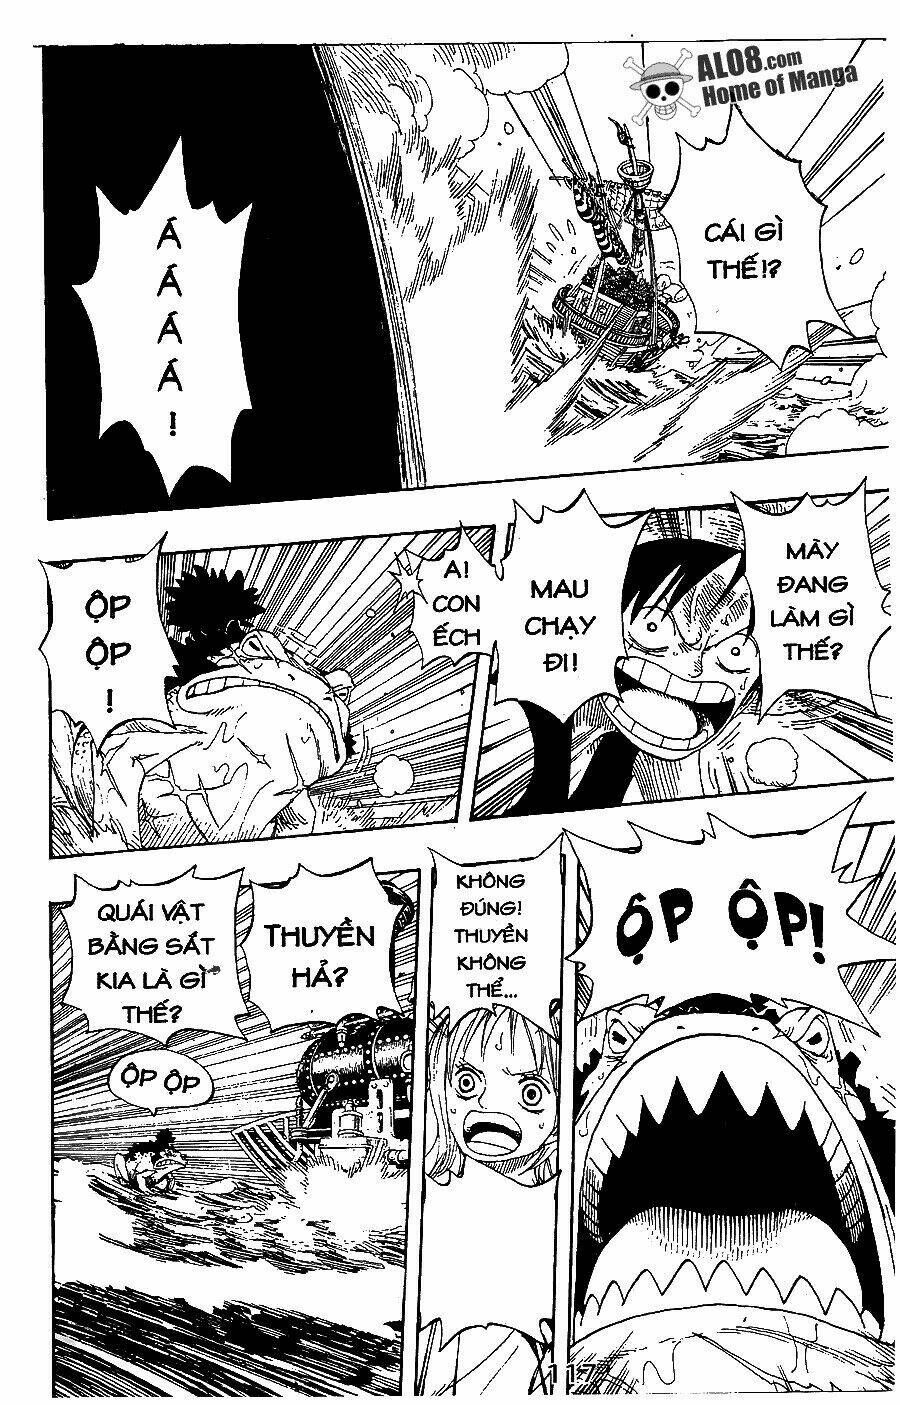 AL08.com
Home of Manga
CÁI GÌ
THẾ!?
Á
Á
Á
Á
!
MÀY
ĐANG
LÀM GÌ
THẾ?
MAU
CHẠY
ĐI!
A!
CON
ẾCH
ỘP
ỘP
!
ỘP ỘP!
KHÔNG
ĐÚNG!
THUYỀN
KHÔNG
THỂ...
THUYỀN
HẢ?
QUÁI VẬT
BẰNG SẮT
KIA LÀ GÌ
THẾ?
ỘP ỘP
117